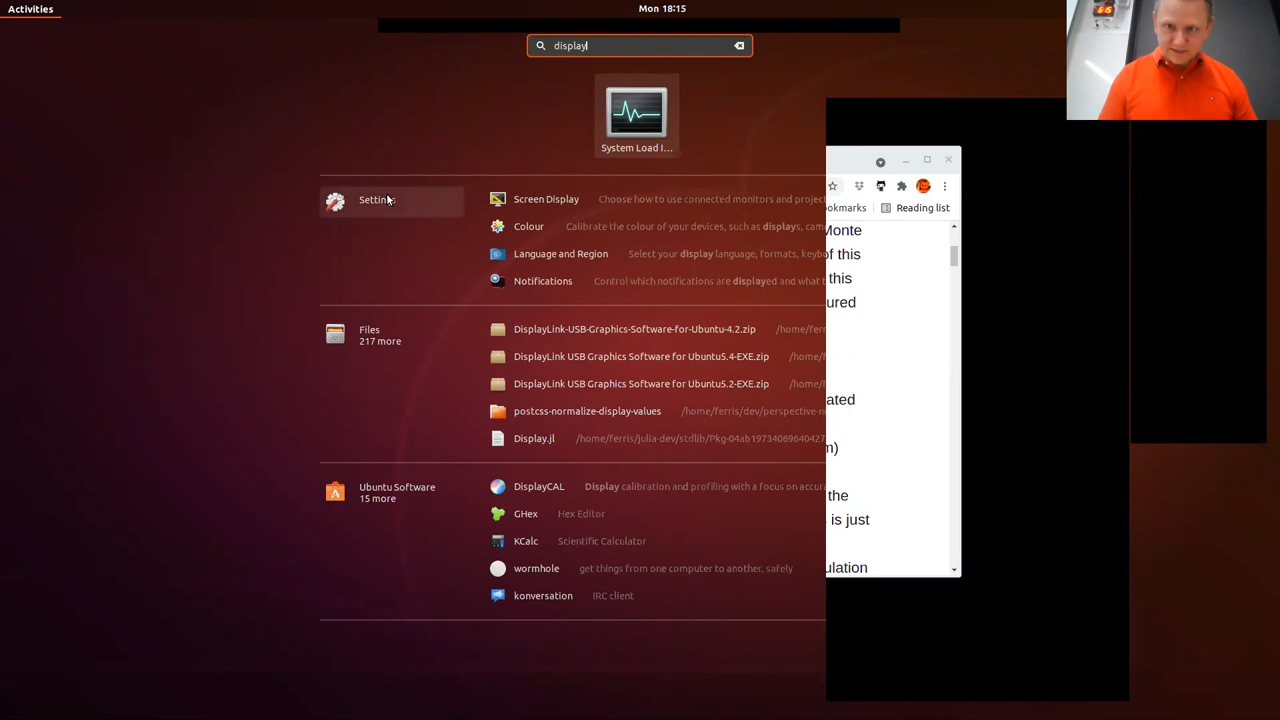 Activities
Mon 18:15
6:15
display
System Load I...
Settings
Screen Display Choose how to use connected monitors and projec
Colour Calibrate the colour of your devices, such as displays, cam
Language and Region Select your display language, formats, keybo
Notifications Control which notifications are displayed and what
Files
217 more
DisplayLink-USB-Graphics-Software-for-Ubuntu-4.2.zip /home/ferri
DisplayLink USB Graphics Software for Ubuntu5.4-EXE.zip /home/fe
DisplayLink USB Graphics Software for Ubuntu5.2-EXE.zip /home/fe
postcss-normalize-display-values /home/ferris/dev/perspective-n
Display.jl /home/ferris/julia-dev/stdlib/Pkg-04ab19734069640427
Ubuntu Software
15 more
DisplayCAL Display calibration and profiling with a focus on accura
GHex Hex Editor
KCalc Scientific Calculator
wormhole get things from one computer to another, safely
konversation IRC client
ookmarks Reading list
Monte
of this
this
ured
ated
m)
the
is just
ulation